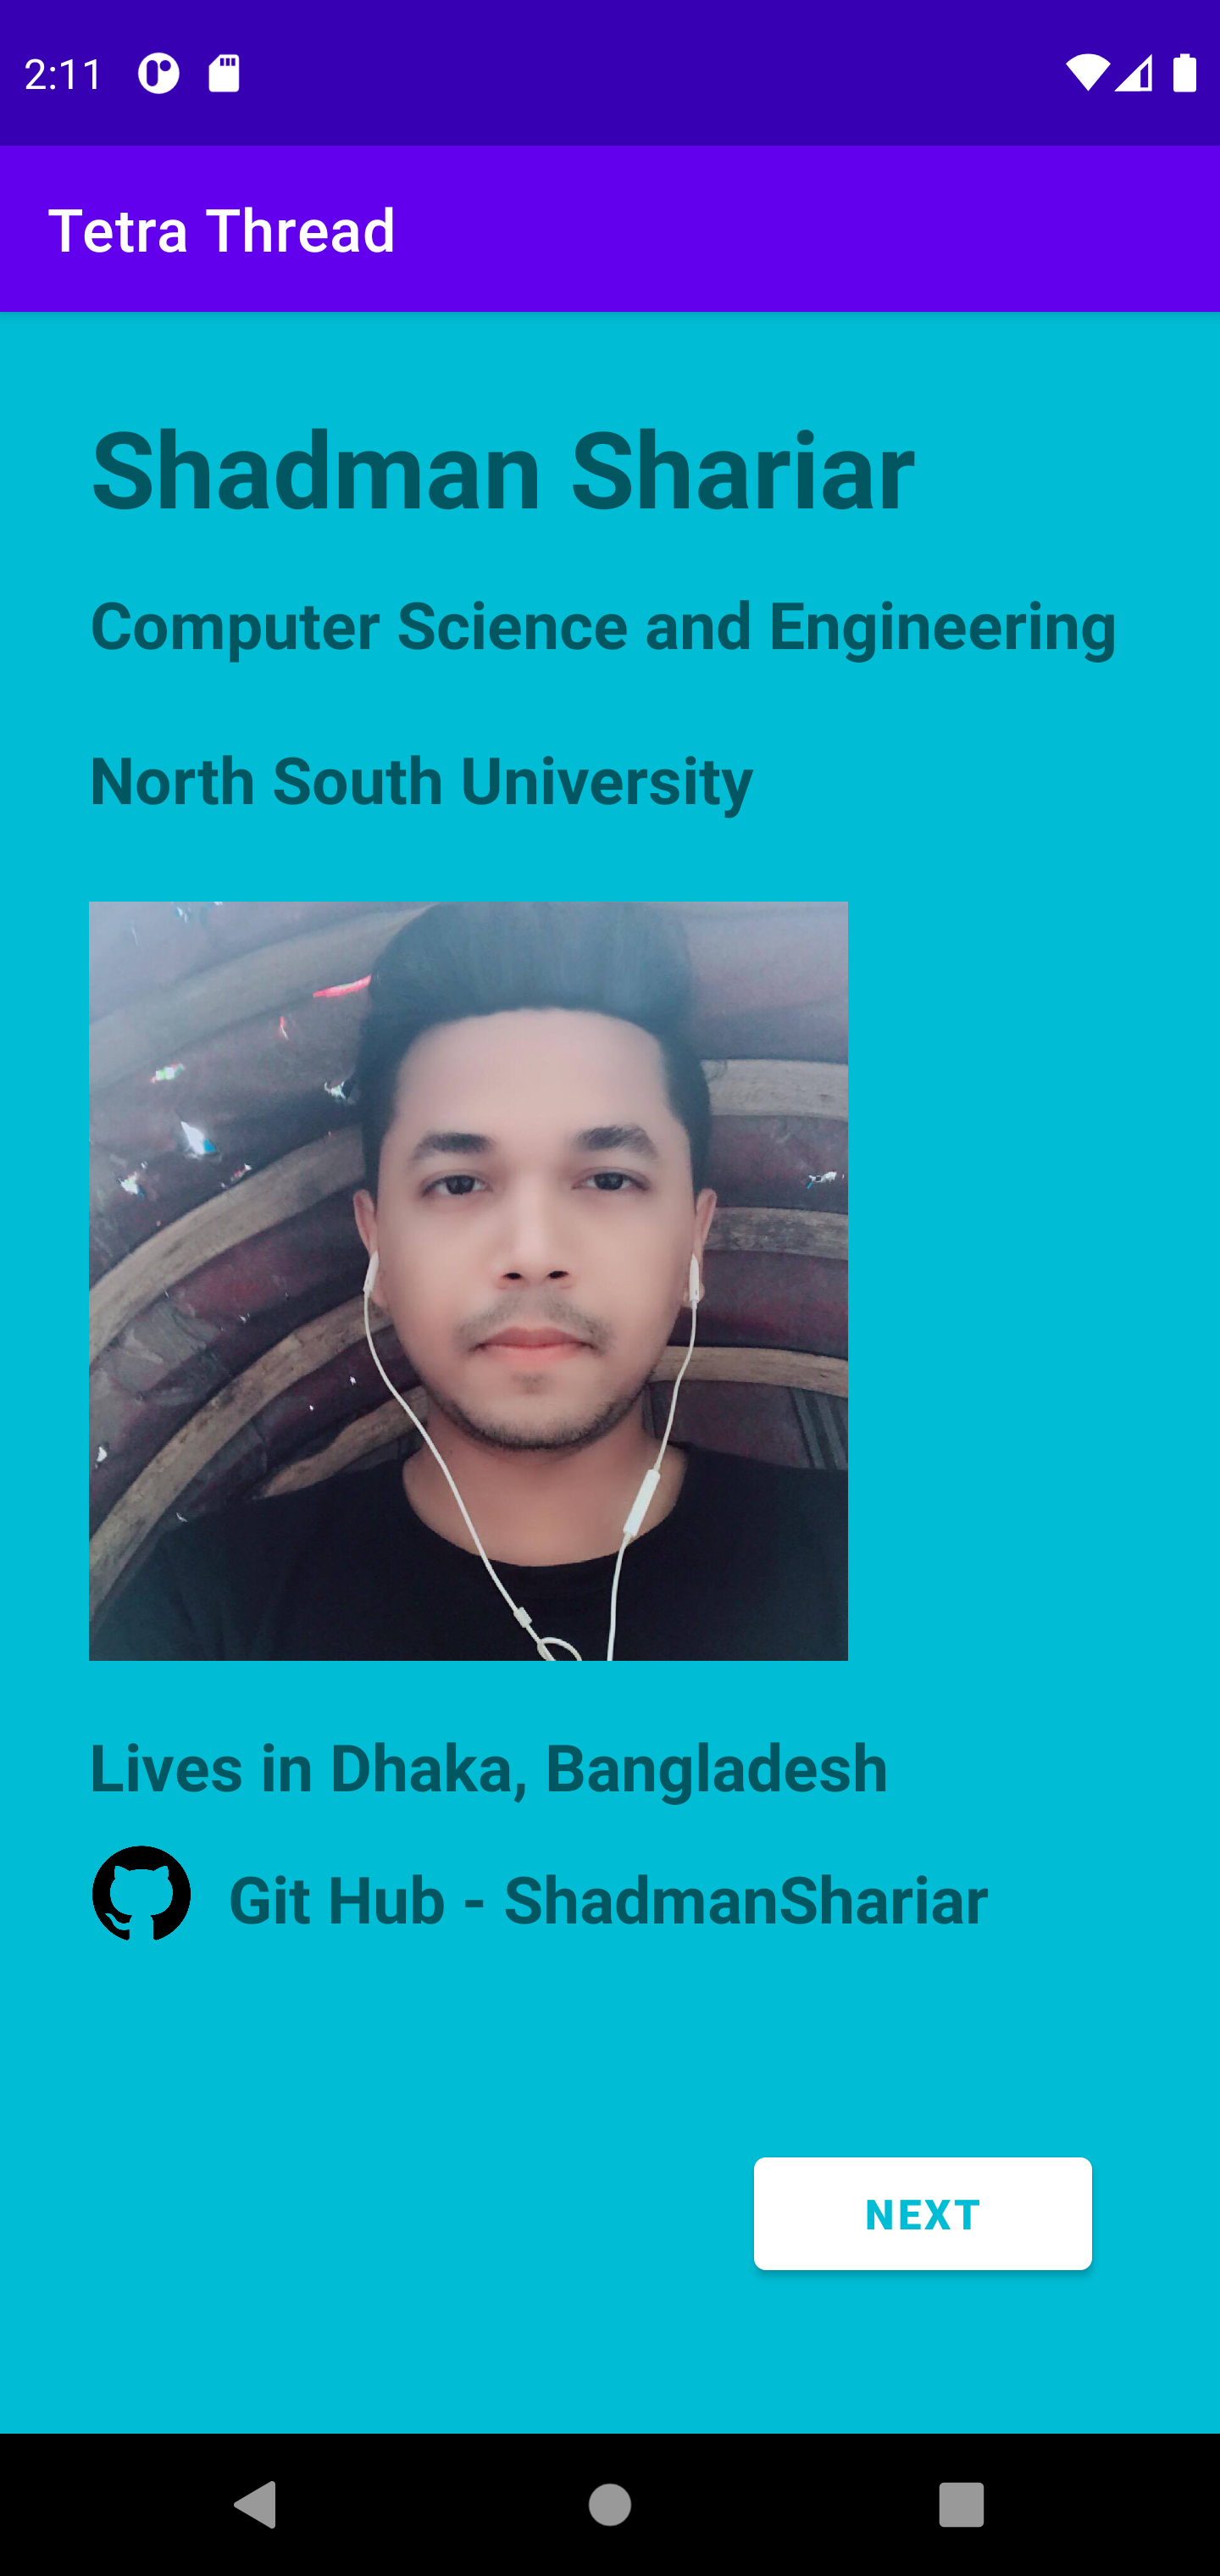 2:11
Tetra Thread
Shadman Shariar
Computer Science and Engineering
North South University
Lives in Dhaka, Bangladesh
Git Hub - ShadmanShariar
NEXT